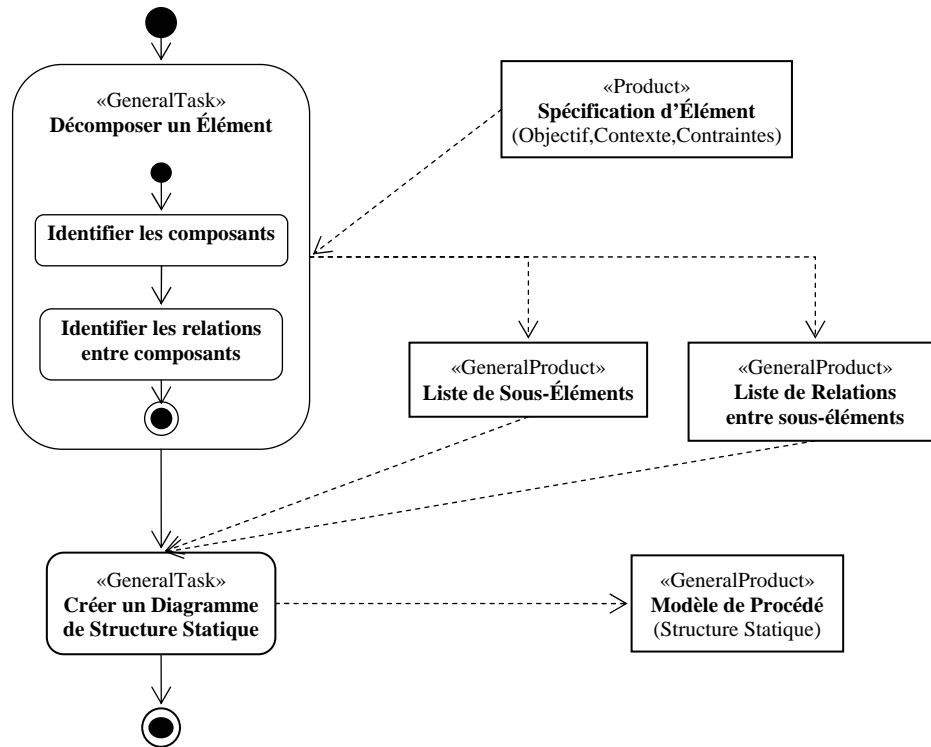 «GeneralTask»
Décomposer un Élément
«Product»
Spécification d’Élément
(Objectif,Contexte,Contraintes)
Identifier les composants
Identifier les relations
entre composants
«GeneralProduct»
Liste de Sous-Éléments
«GeneralProduct»
Liste de Relations
entre sous-éléments
«GeneralTask»
Créer un Diagramme
de Structure Statique
«GeneralProduct»
Modèle de Procédé
(Structure Statique)